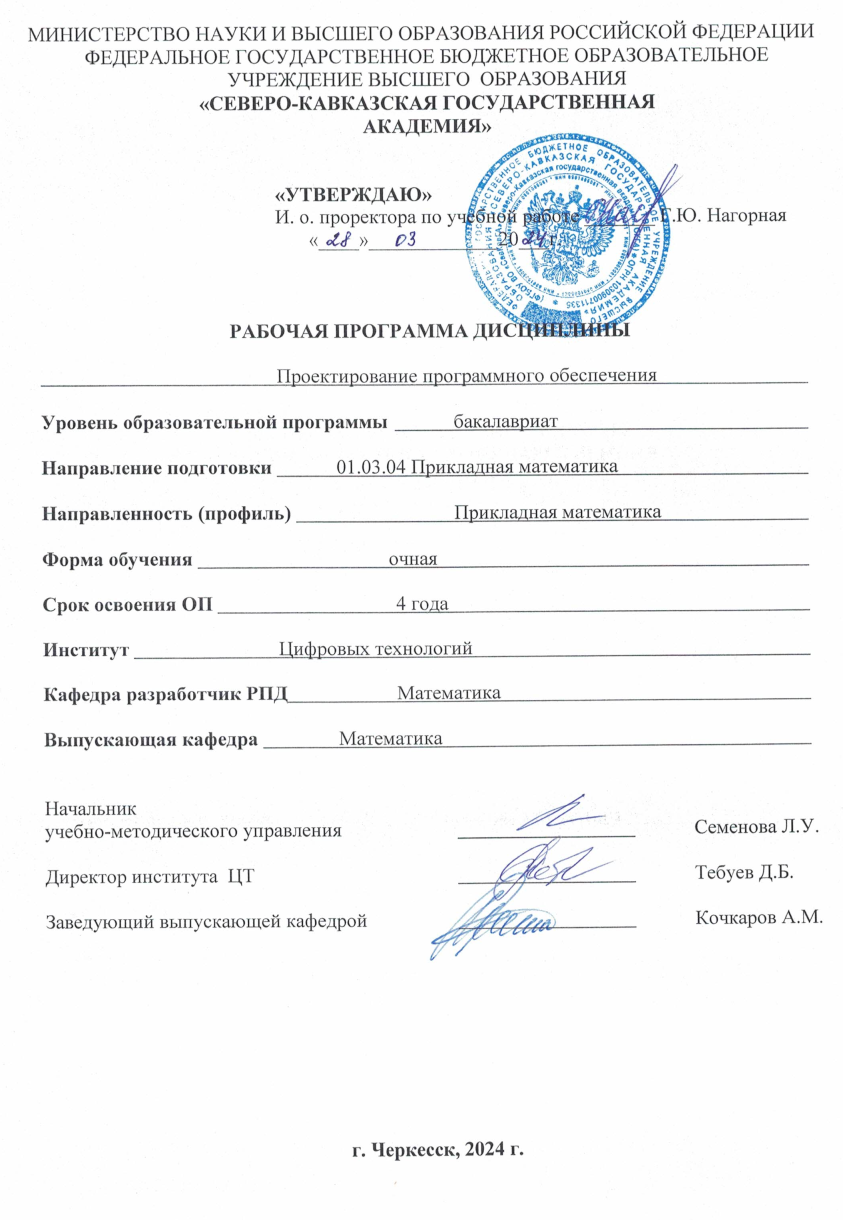 МИНИСТЕРСТВО НАУКИ И ВЫСШЕГО ОБРАЗОВАНИЯ РОССИЙСКОЙ ФЕДЕРАЦИИ
ФЕДЕРАЛЬНОЕ ГОСУДАРСТВЕННОЕ БЮДЖЕТНОЕ ОБРАЗОВАТЕЛЬНОЕ
УЧРЕЖДЕНИЕ ВЫСШЕГО ОБРАЗОВАНИЯ
«СЕВЕРО-КАВКАЗСКАЯ ГОСУДАРСТВЕННАЯ
АКАДЕМИЯ»
«УТВЕРЖДАЮ»
И. о. проректора по учебной работе Г.Ю. Нагорная
«28» 03 2024 г.
РАБОЧАЯ ПРОГРАММА ДИСЦИПЛИНЫ
Проектирование программного обеспечения
Уровень образовательной программы бакалавриат
Направление подготовки 01.03.04 Прикладная математика
Направленность (профиль) Прикладная математика
Форма обучения очная
Срок освоения ОП 4 года
Институт Цифровых технологий
Кафедра разработчик РПД Математика
Выпускающая кафедра Математика
Начальник
учебно-методического управления Семенова Л.У.
Директор института ЦТ Тебуев Д.Б.
Заведующий выпускающей кафедрой Кочкаров А.М.
г. Черкесск, 2024 г.